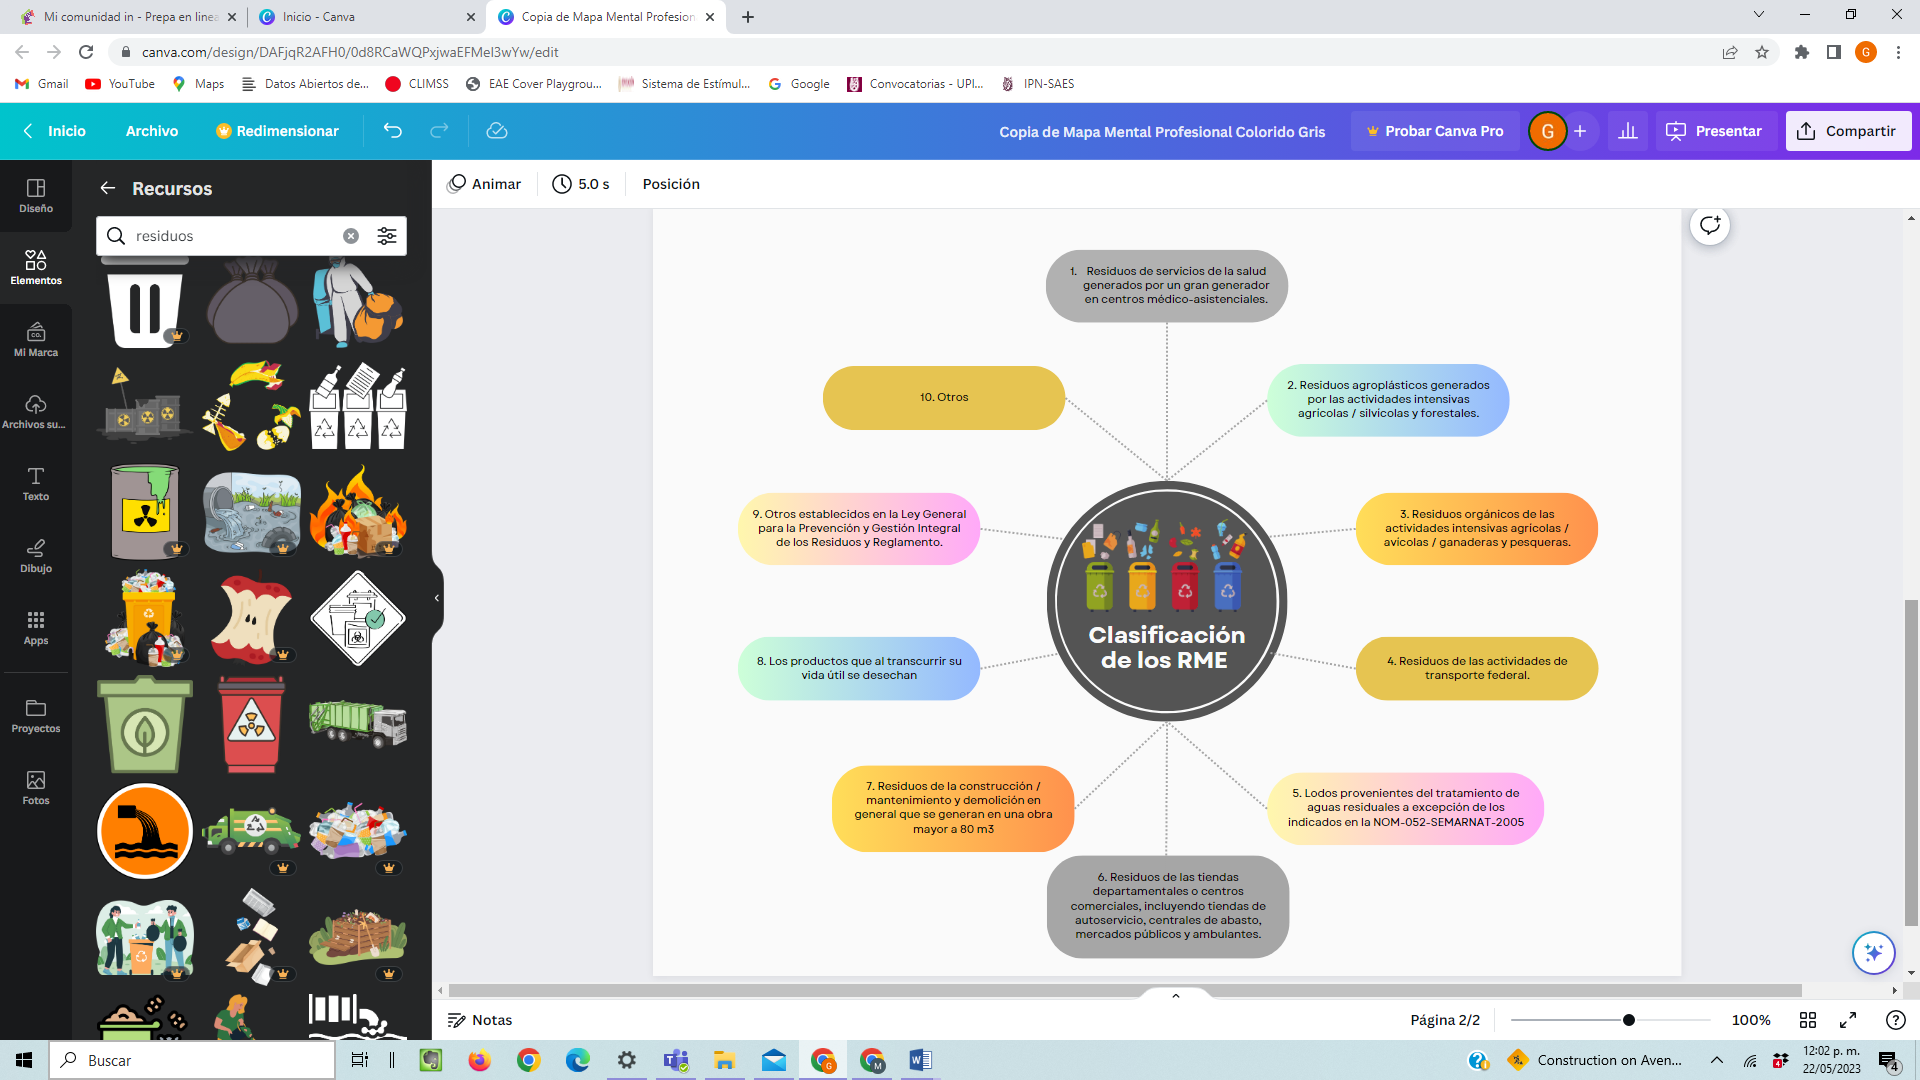 Mi comunidad in - Prepa en linea
Inicio - Canva
Copia de Mapa Mental Profesion
canva.com/design/DAFjqR2AFH0/0d8RCaWQPxjwaEFMeI3wYw/edit
G
Gmail
YouTube
Maps
Datos Abiertos de...
CLIMSS
EAE Cover Playgrou...
Sistema de Estímul...
Google
Convocatorias - UPI...
IPN-SAES
Inicio
Archivo
Redimensionar
Copia de Mapa Mental Profesional Colorido Gris
Probar Canva Pro
G
Presentar
Compartir
Diseño
Elementos
Mi Marca
Archivos su...
Texto
Dibujo
Apps
Proyectos
Fotos
Recursos
residuos
Animar
5.0 s
Posición
1. Residuos de servicios de la salud
generados por un gran generador
en centros médico-asistenciales.
10. Otros
2. Residuos agroplásticos generados
por las actividades intensivas
agrícolas / silvícolas y forestales.
9. Otros establecidos en la Ley General
para la Prevención y Gestión Integral
de los Residuos y Reglamento.
3. Residuos orgánicos de las
actividades intensivas agrícolas /
avícolas / ganaderas y pesqueras.
Clasificación
de los RME
8. Los productos que al transcurrir su
vida útil se desechan
4. Residuos de las actividades de
transporte federal.
7. Residuos de la construcción /
mantenimiento y demolición en
general que se generan en una obra
mayor a 80 m3
5. Lodos provenientes del tratamiento de
aguas residuales a excepción de los
indicados en la NOM-052-SEMARNAT-2005
6. Residuos de las tiendas
departamentales o centros
comerciales, incluyendo tiendas de
autoservicio, centrales de abasto,
mercados públicos y ambulantes.
Notas
Página 2/2
100%
Buscar
Construction on Aven...
12:02 p. m.
22/05/2023
4